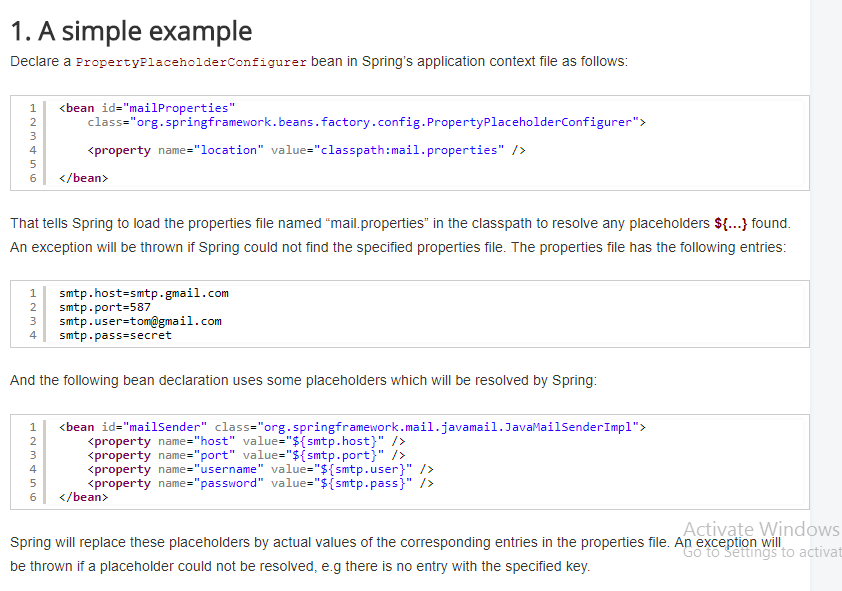 1. A simple example
Declare a PropertyPlaceholderConfigurer bean in Spring's application context file as follows:
1 <bean id="mailProperties"
2 class="org.springframework.beans.factory.config.PropertyPlaceholderConfigurer">
3
4 <property name="location" value="classpath:mail.properties" />
5
6 </bean>
That tells Spring to load the properties file named “mail.properties” in the classpath to resolve any placeholders ${...} found.
An exception will be thrown if Spring could not find the specified properties file. The properties file has the following entries:
1 smtp.host=smtp.gmail.com
2 smtp.port=587
3 smtp.user=tom@gmail.com
4 smtp.pass=secret
And the following bean declaration uses some placeholders which will be resolved by Spring:
1 <bean id="mailSender" class="org.springframework.mail.javamail.JavaMailSenderImpl">
2 <property name="host" value="${smtp.host}" />
3 <property name="port" value="${smtp.port}" />
4 <property name="username" value="${smtp.user}" />
5 <property name="password" value="${smtp.pass}" />
6 </bean>
Activate Windows
Spring will replace these placeholders by actual values of the corresponding entries in the properties file. An exception will
Go to Settings to activat
be thrown if a placeholder could not be resolved, e.g there is no entry with the specified key.